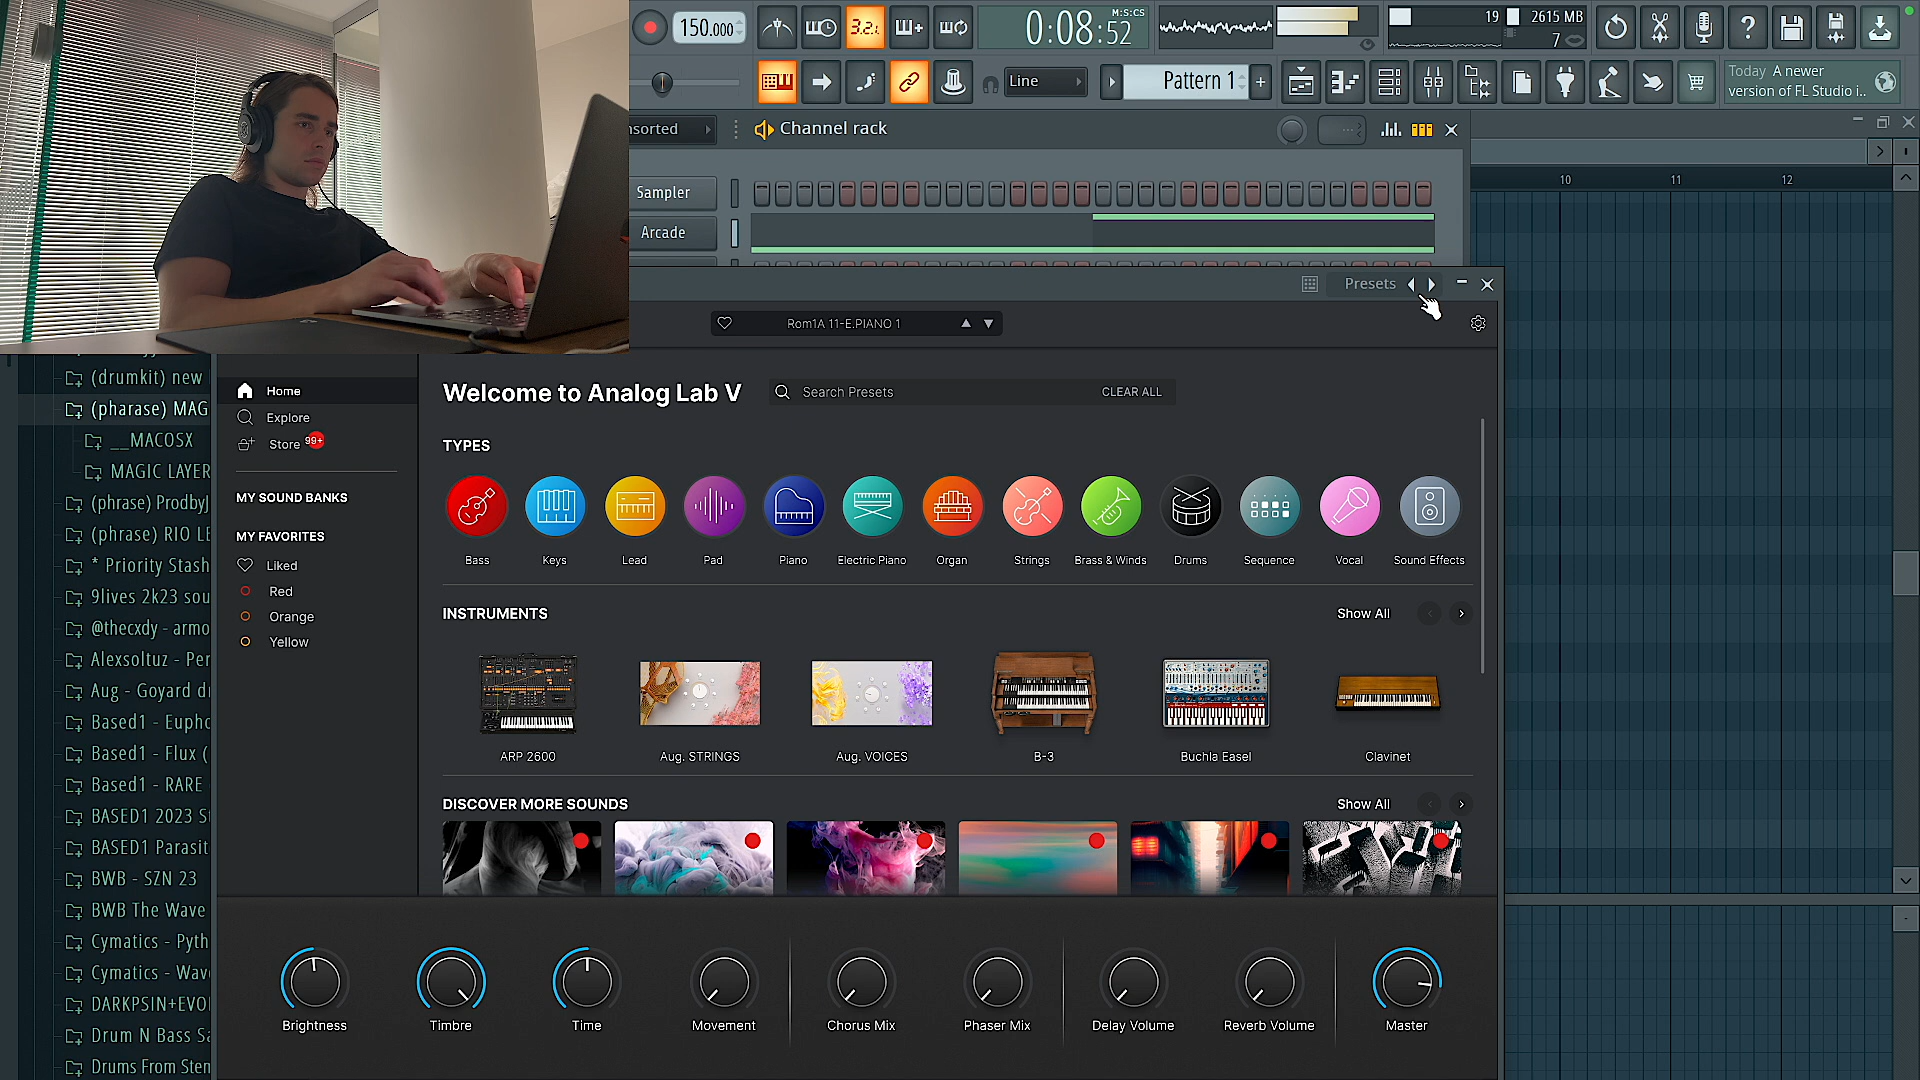 150.000
3.2.1
M:S:CS
0:08:52
19
2615 MB
7
Line
Pattern 1
Today A newer
version of FL Studio i..
nsorted
Channel rack
Sampler
Arcade
10
11
12
Presets
Rom1A 11-E.PIANO 1
Home
Explore
Store 99+
MY SOUND BANKS
MY FAVORITES
Liked
Red
Orange
Yellow
Welcome to Analog Lab V
Search Presets
CLEAR ALL
TYPES
Bass
Keys
Lead
Pad
Piano
Electric Piano
Organ
Strings
Brass & Winds
Drums
Sequence
Vocal
Sound Effects
INSTRUMENTS
Show All
ARP 2600
Aug. STRINGS
Aug. VOICES
B-3
Buchla Easel
Clavinet
DISCOVER MORE SOUNDS
Show All
Brightness
Timbre
Time
Movement
Chorus Mix
Phaser Mix
Delay Volume
Reverb Volume
Master
(drumkit) new
(pharase) MAG
__MACOSX
MAGIC LAYER
(phrase) ProdbyJ
(phrase) RIO LE
* Priority Stash
9lives 2k23 sou
@thecxdy - armo
Alexsoltuz - Per
Aug - Goyard d
Based1 - Eupho
Based1 - Flux (
Based1 - RARE
BASED1 2023 S
BASED1 Parasit
BWB - SZN 23
BWB The Wave
Cymatics - Pyth
Cymatics - Wav
DARKPSIN+EVO
Drum N Bass Sa
Drums From Sten